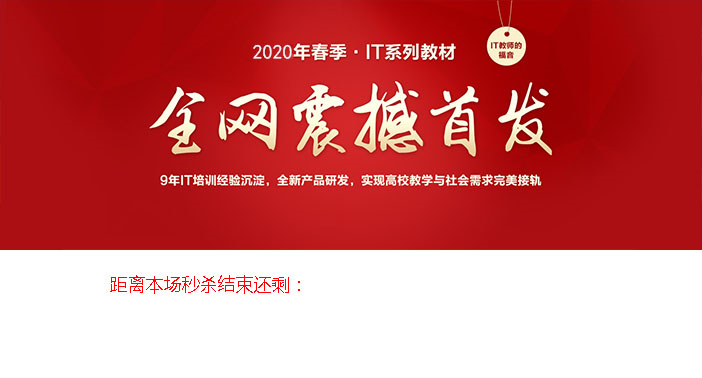 2020年春季·IT系列教材
IT教师的
福音
全网震撼首发
9年IT培训经验沉淀，全新产品研发，实现高校教学与社会需求完美接轨
距离本场秒杀结束还剩：